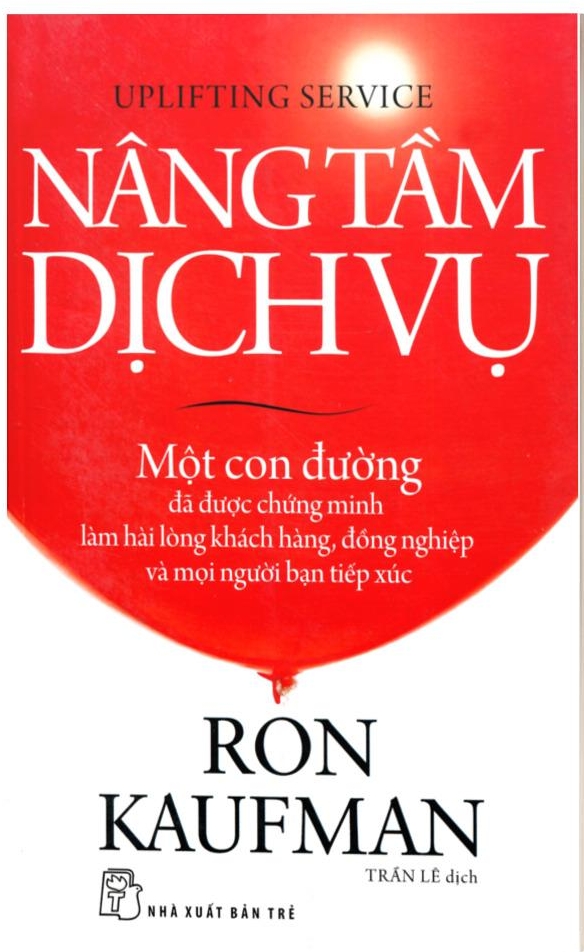 UPLIFTING SERVICE
NÂNG TẦM
DỊCH VỤ
Một con đường
đã được chứng minh
làm hài lòng khách hàng, đồng nghiệp
và mọi người bạn tiếp xúc
RON
KAUFMAN
TRẦN LÊ dịch
NHÀ XUẤT BẢN TRẺ